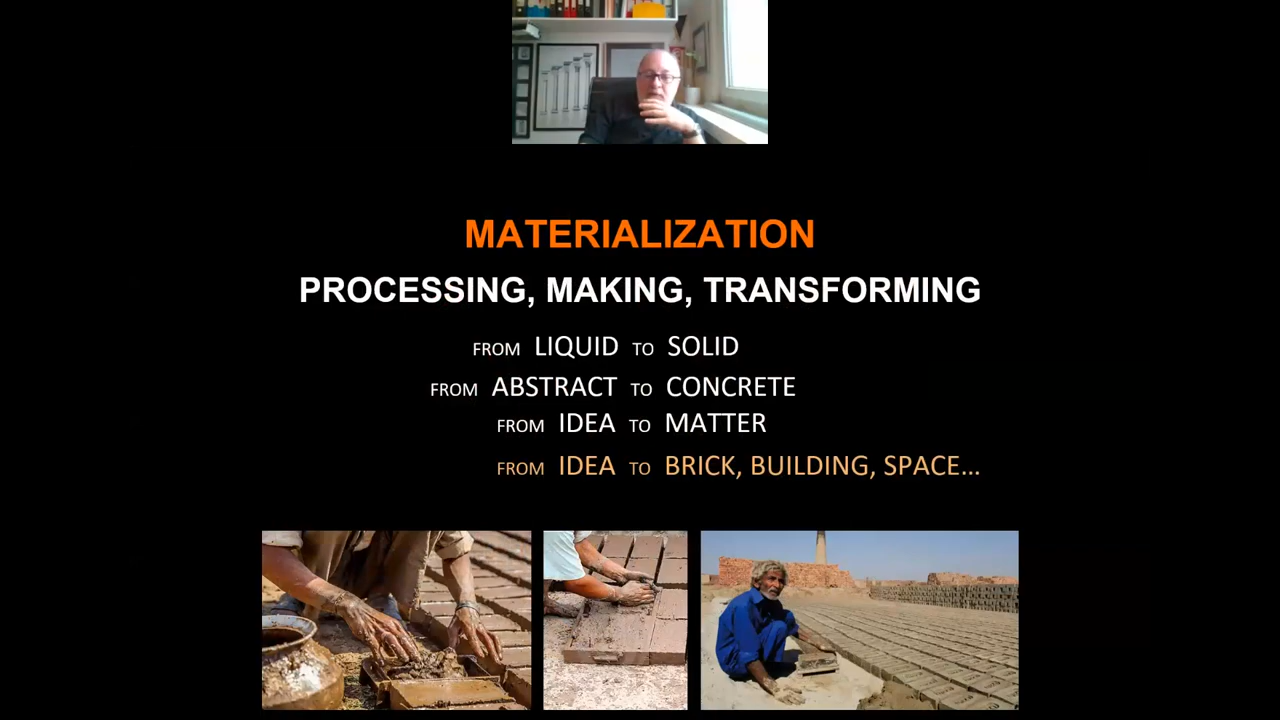 MATERIALIZATION
PROCESSING, MAKING, TRANSFORMING
FROM LIQUID TO SOLID
FROM ABSTRACT TO CONCRETE
FROM IDEA TO MATTER
FROM IDEA TO BRICK, BUILDING, SPACE...